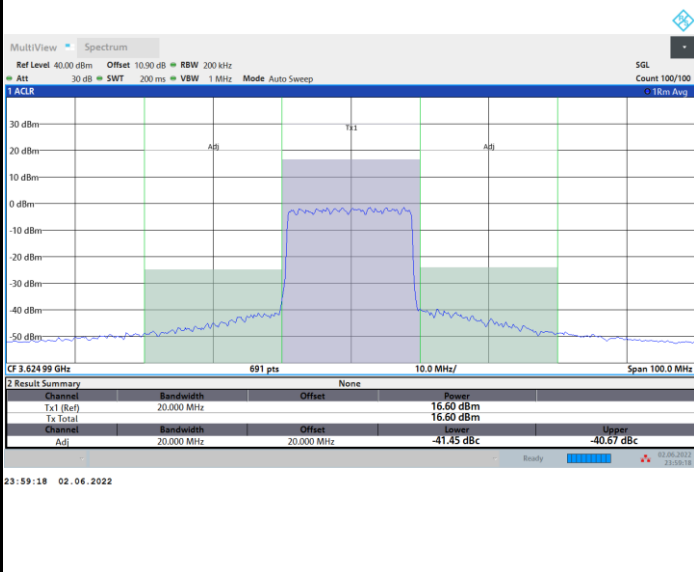 MultiView Spectrum
Ref Level 40.00 dBm Offset 10.90 dB RBW 200 kHz SGL
Att 30 dB SWT 200 ms VBW 1 MHz Mode Auto Sweep Count 100/100
1 ACLR 1Rm Avg
30 dBm
Tx1
20 dBm
Adj Adj
10 dBm
0 dBm
-10 dBm
-20 dBm
-30 dBm
-40 dBm
-50 dBm
CF 3.624 99 GHz 691 pts 10.0 MHz/ Span 100.0 MHz
2 Result Summary None
Channel Bandwidth Offset Power
Tx1 (Ref) 20.000 MHz 16.60 dBm
Tx Total 16.60 dBm
Channel Bandwidth Offset Lower Upper
Adj 20.000 MHz 20.000 MHz -41.45 dBc -40.67 dBc
Ready 02.06.2022
23:59:18
23:59:18 02.06.2022